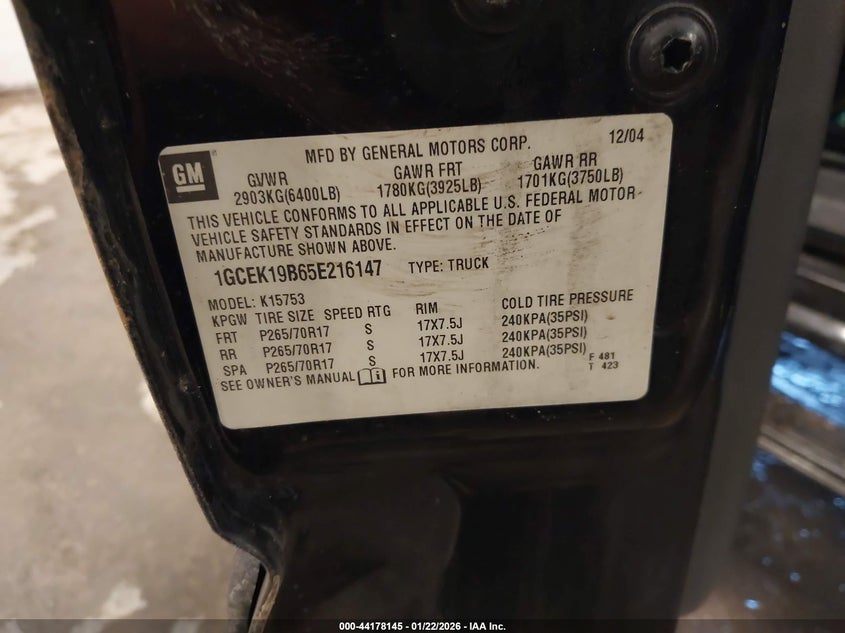 GM
MFD BY GENERAL MOTORS CORP. 12/04
GVWR GAWR FRT GAWR RR
2903KG(6400LB) 1780KG(3925LB) 1701KG(3750LB)
THIS VEHICLE CONFORMS TO ALL APPLICABLE U.S. FEDERAL MOTOR
VEHICLE SAFETY STANDARDS IN EFFECT ON THE DATE OF
MANUFACTURE SHOWN ABOVE.
1GCEK19B65E216147 TYPE: TRUCK
MODEL: K15753
KPGW TIRE SIZE SPEED RTG RIM COLD TIRE PRESSURE
FRT P265/70R17 S 17X7.5J 240KPA(35PSI)
RR P265/70R17 S 17X7.5J 240KPA(35PSI)
SPA P265/70R17 S 17X7.5J 240KPA(35PSI)
SEE OWNER'S MANUAL FOR MORE INFORMATION.
F 481
T 423
000-44178145 - 01/22/2026 - IAA Inc.